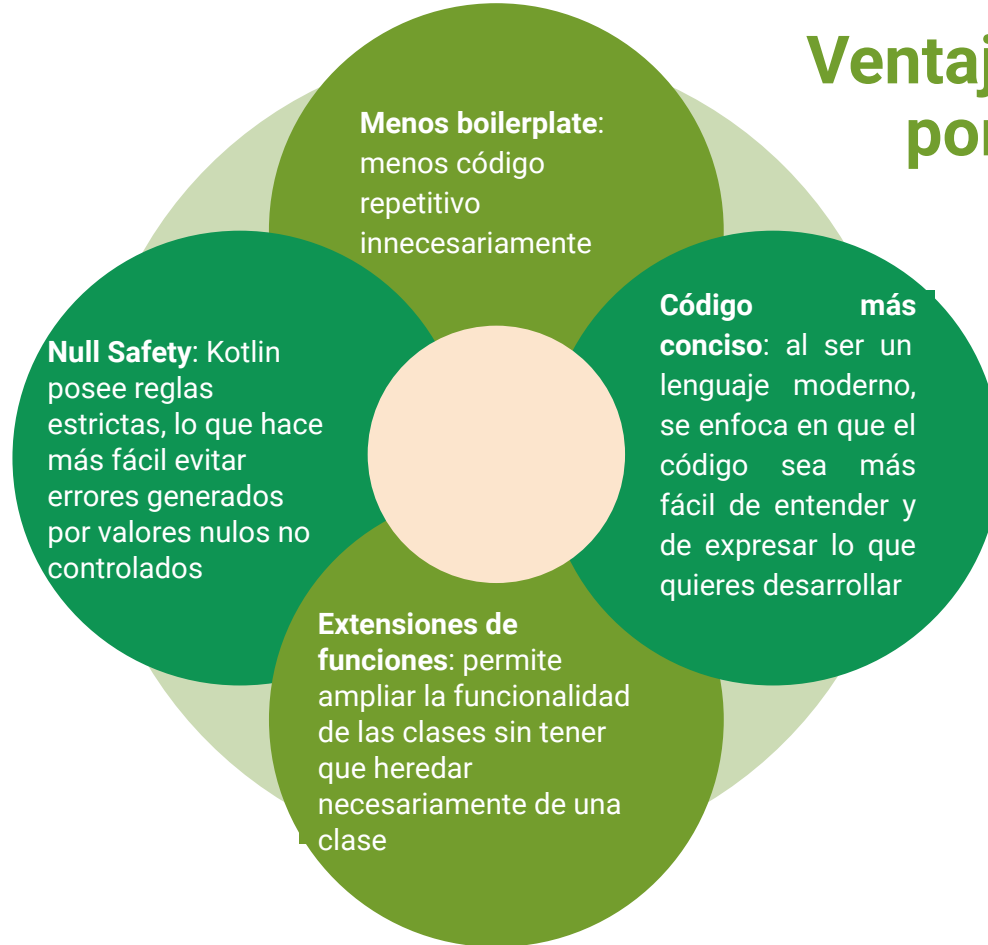 Menos boilerplate:
menos código
repetitivo
innecesariamente
Código más
conciso: al ser un
lenguaje moderno,
se enfoca en que el
código sea más
fácil de entender y
de expresar lo que
quieres desarrollar
Null Safety: Kotlin
posee reglas
estrictas, lo que hace
más fácil evitar
errores generados
por valores nulos no
controlados
Extensiones de
funciones: permite
ampliar la funcionalidad
de las clases sin tener
que heredar
necesariamente de una
clase